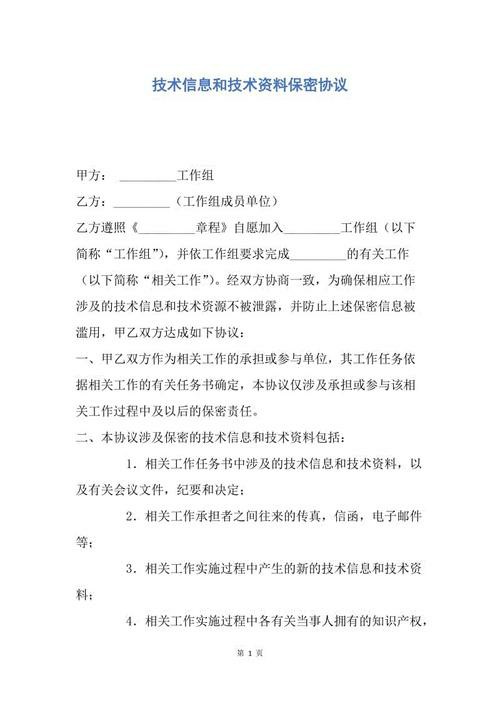 技术信息和技术资料保密协议
甲方： _________工作组
乙方：_________（工作组成员单位）
乙方遵照《_________章程》自愿加入_________工作组（以下
简称“工作组”），并依工作组要求完成_________的有关工作
（以下简称“相关工作”）。经双方协商一致，为确保相应工作
涉及的技术信息和技术资源不被泄露，并防止上述保密信息被
滥用，甲乙双方达成如下协议：
一、甲乙双方作为相关工作的承担或参与单位，其工作任务依
据相关工作的有关任务书确定，本协议仅涉及承担或参与该相
关工作过程中及以后的保密责任。
二、本协议涉及保密的技术信息和技术资料包括：
1．相关工作任务书中涉及的技术信息和技术资料，以
及有关会议文件，纪要和决定；
2．相关工作承担者之间往来的传真，信函，电子邮件
等；
3．相关工作实施过程中产生的新的技术信息和技术资
料；
4．相关工作实施过程中各有关当事人拥有的知识产权，
第 1 页